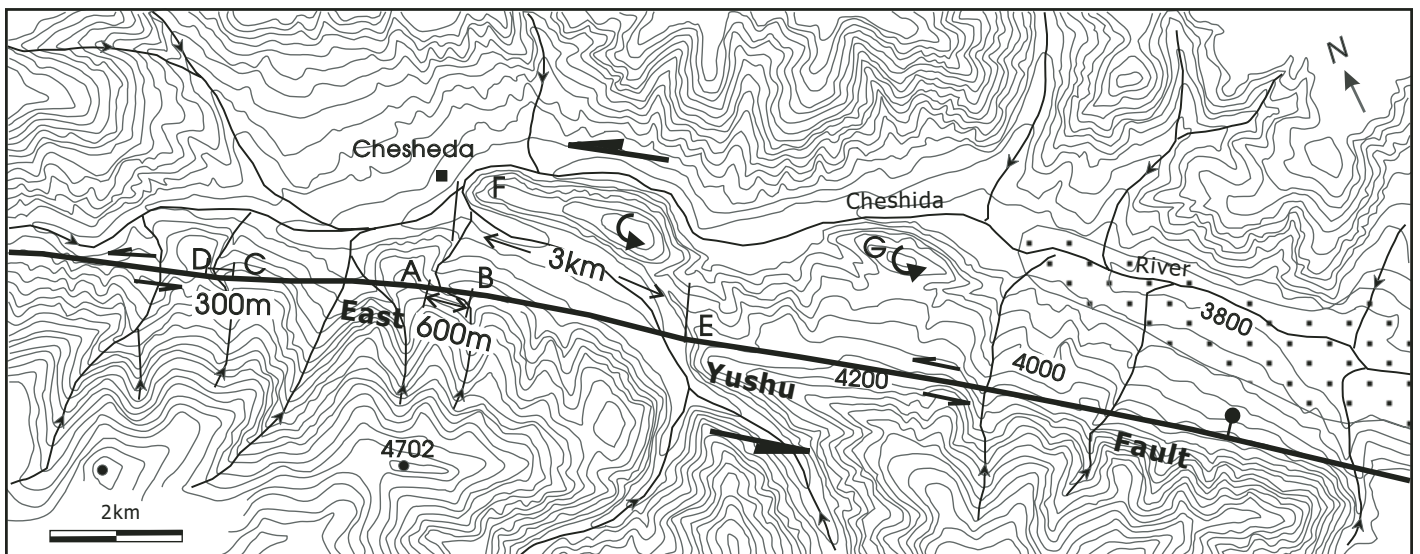 N
Chesheda
F
Cheshida
G
D
C
A
B
3km
River
300m
East
600m
E
3800
Yushu
4200
4000
Fault
4702
2km